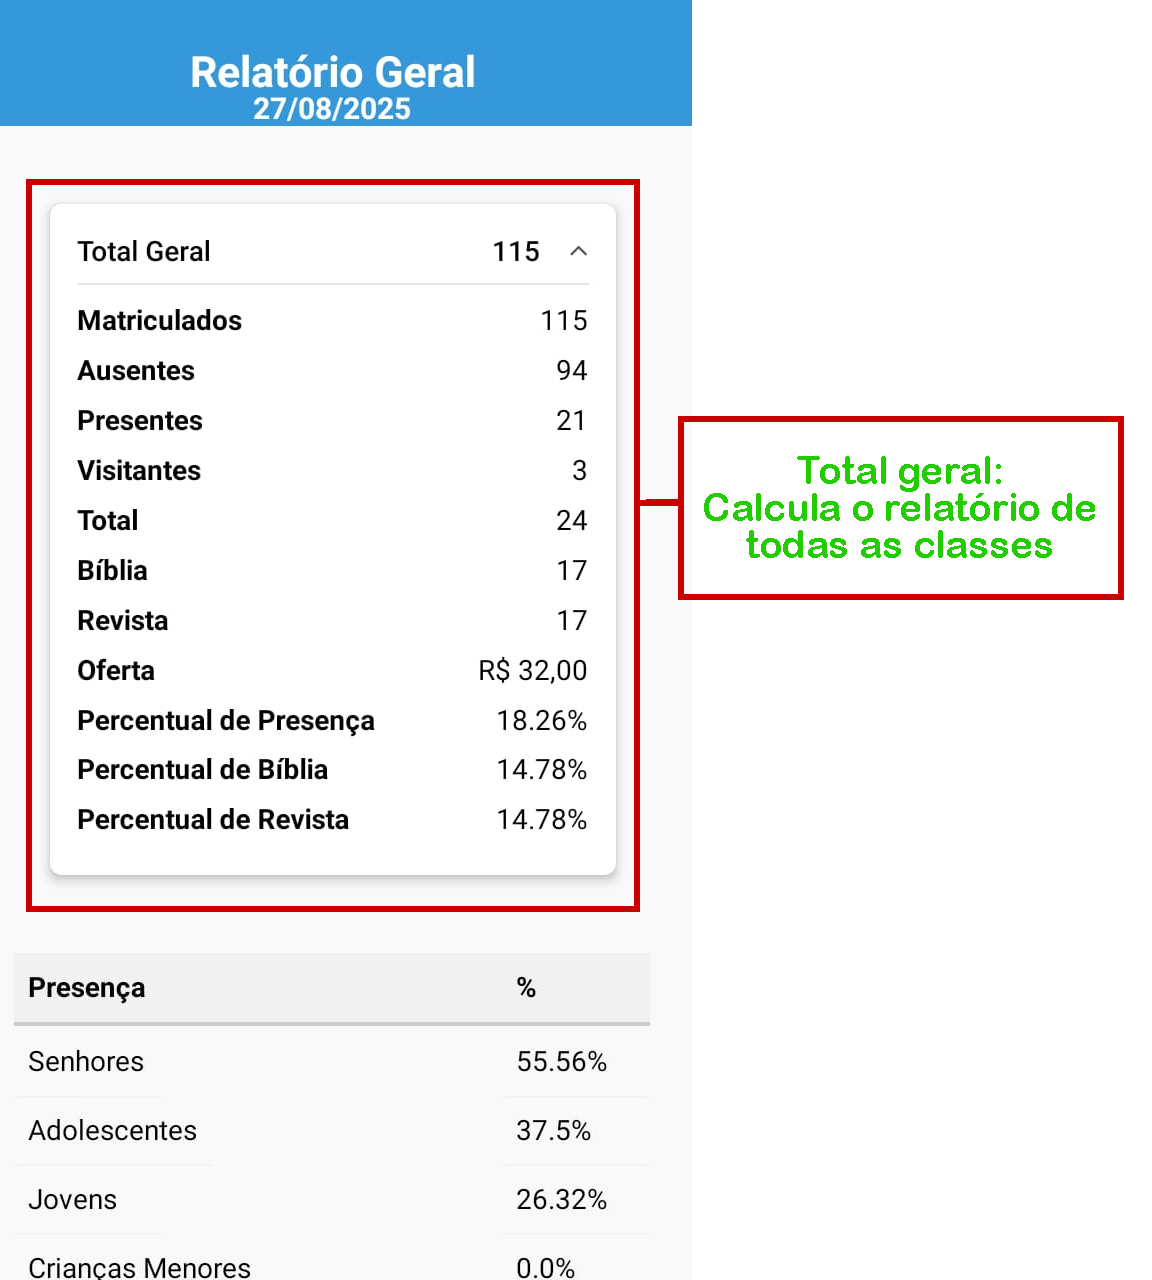 Relatório Geral
27/08/2025
Total Geral 115
Matriculados 115
Ausentes 94
Presentes 21
Visitantes 3
Total 24
Bíblia 17
Revista 17
Oferta R$ 32,00
Percentual de Presença 18.26%
Percentual de Bíblia 14.78%
Percentual de Revista 14.78%
Total geral:
Calcula o relatório de
todas as classes
Presença %
Senhores 55.56%
Adolescentes 37.5%
Jovens 26.32%
Crianças Menores 0.0%